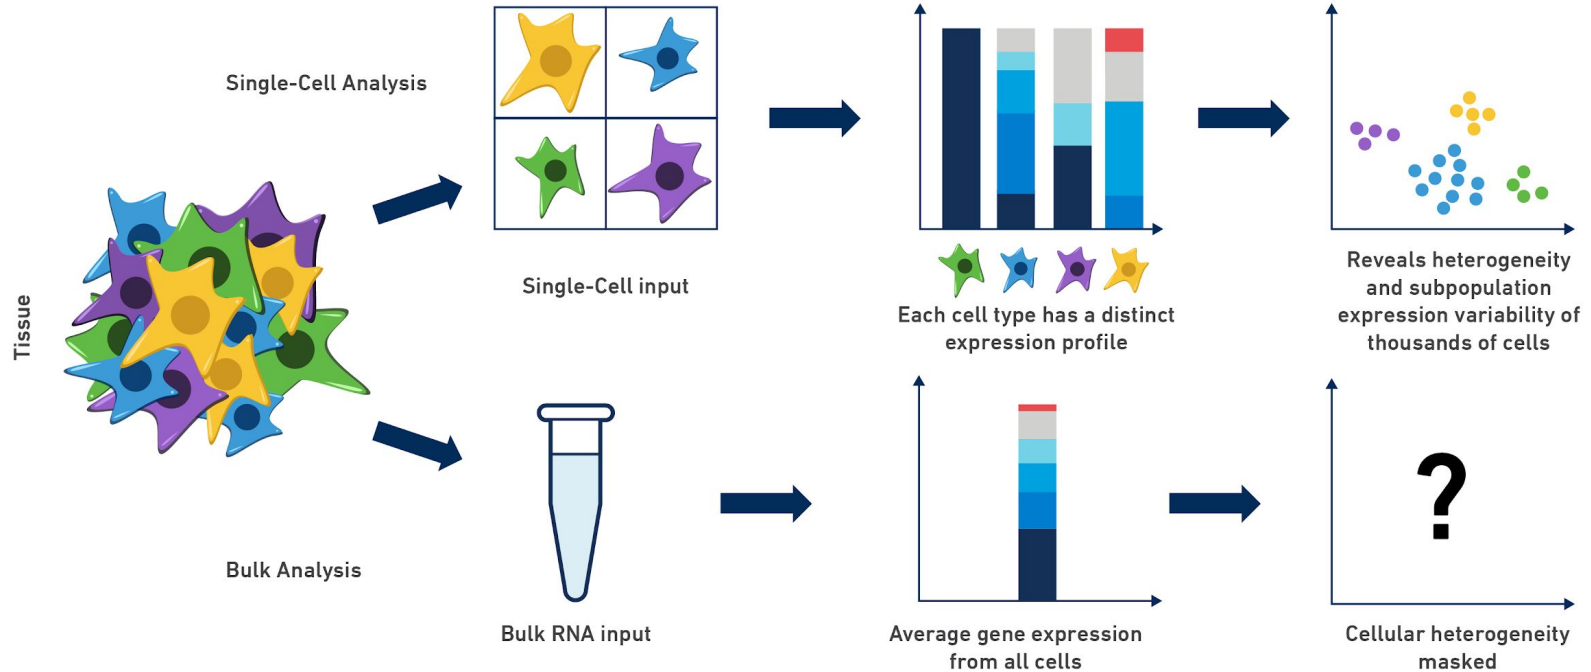 Tissue
Single-Cell Analysis
Single-Cell input
Each cell type has a distinct
expression profile
Reveals heterogeneity
and subpopulation
expression variability of
thousands of cells
Bulk Analysis
Bulk RNA input
Average gene expression
from all cells
?
Cellular heterogeneity
masked